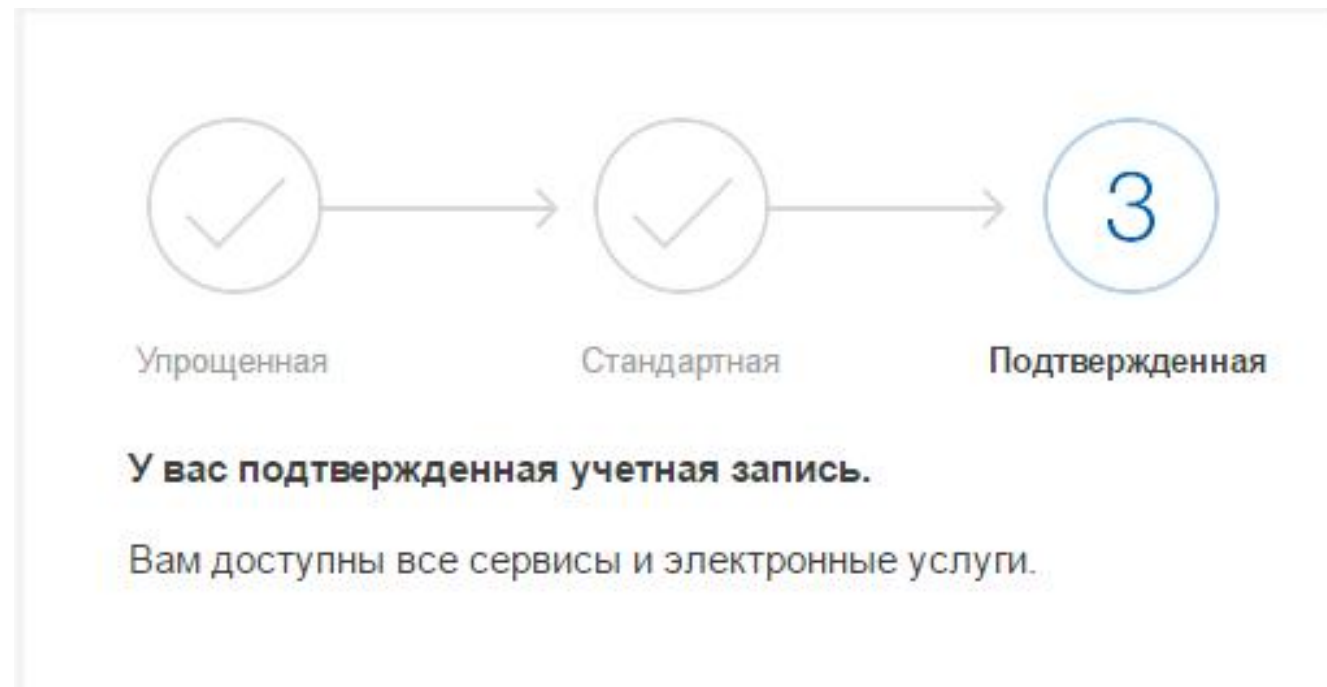 3
Упрощенная Стандартная Подтвержденная
У вас подтвержденная учетная запись.
Вам доступны все сервисы и электронные услуги.